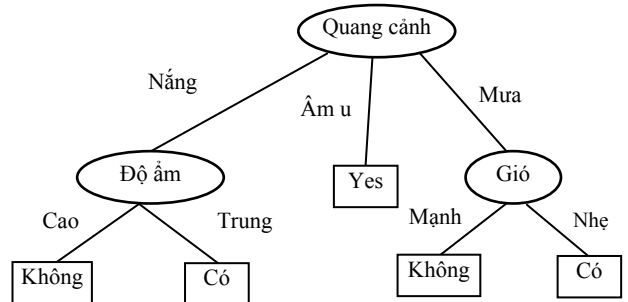 Quang cảnh
Nắng
Âm u
Mưa
Độ ẩm
Yes
Gió
Cao
Trung
Mạnh
Nhẹ
Không
Có
Không
Có